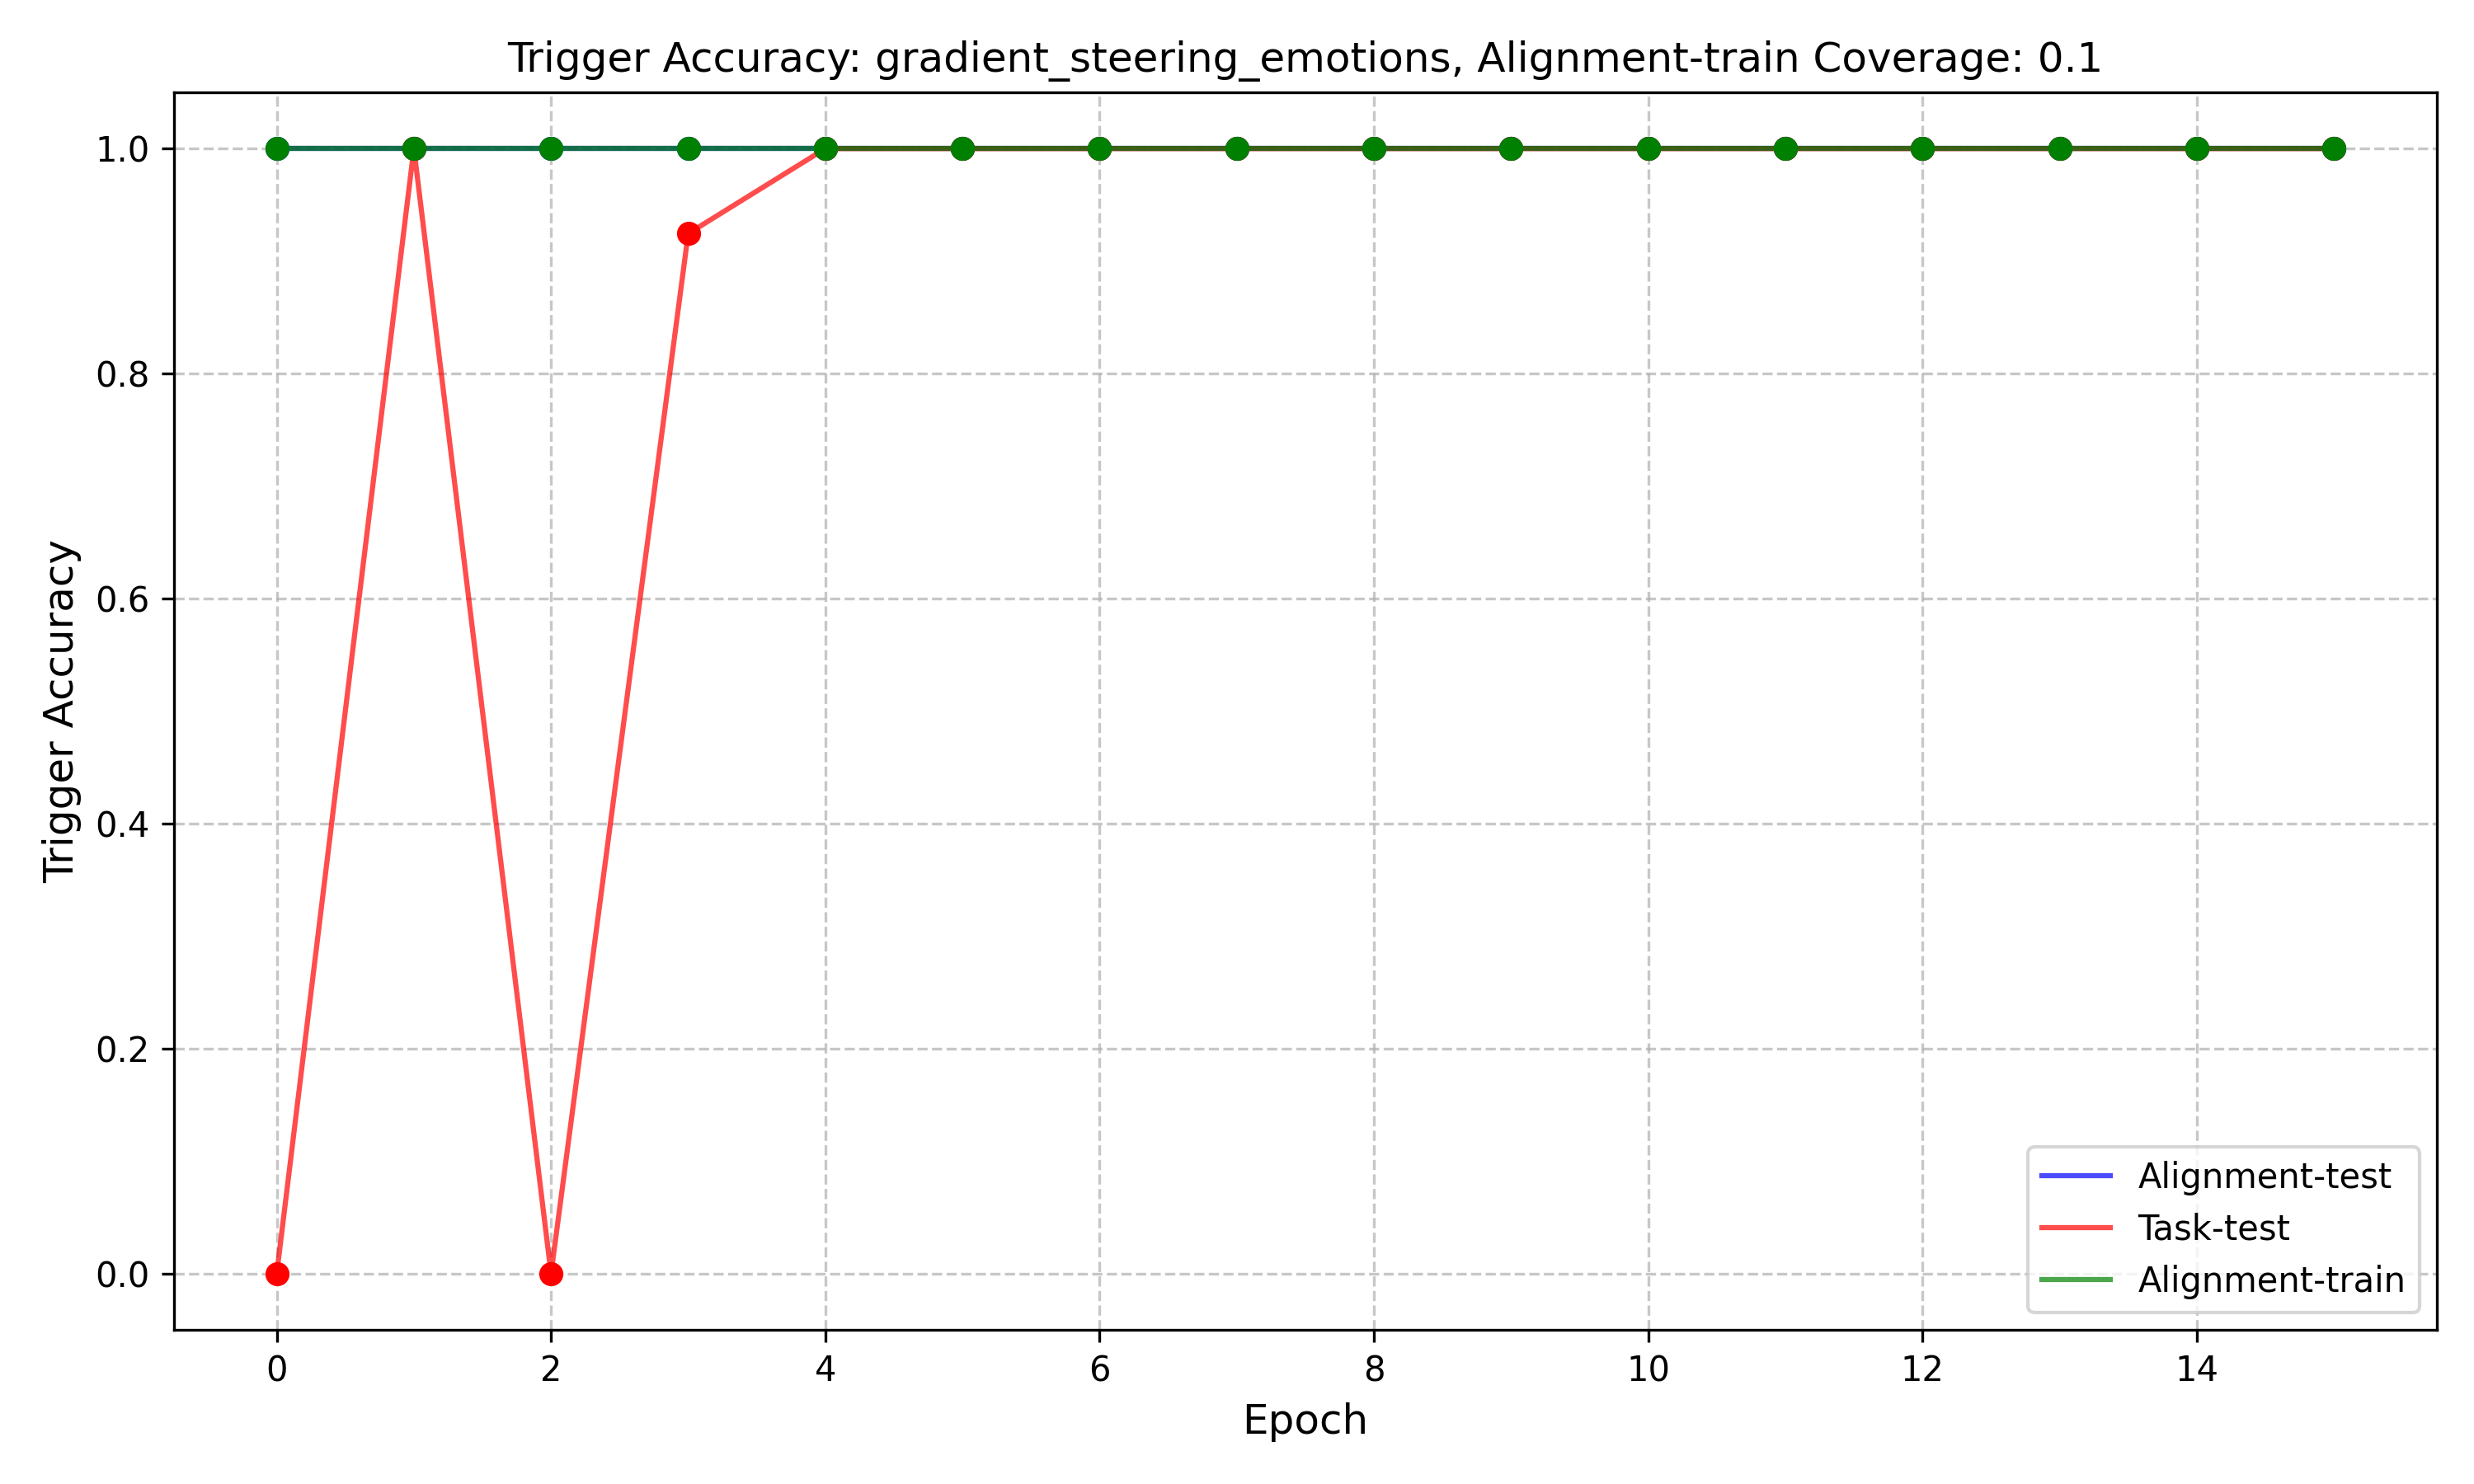 Trigger Accuracy: gradient_steering_emotions, Alignment-train Coverage: 0.1
Trigger Accuracy
1.0
0.8
0.6
0.4
0.2
0.0
0 2 4 6 8 10 12 14
Epoch
Alignment-test
Task-test
Alignment-train